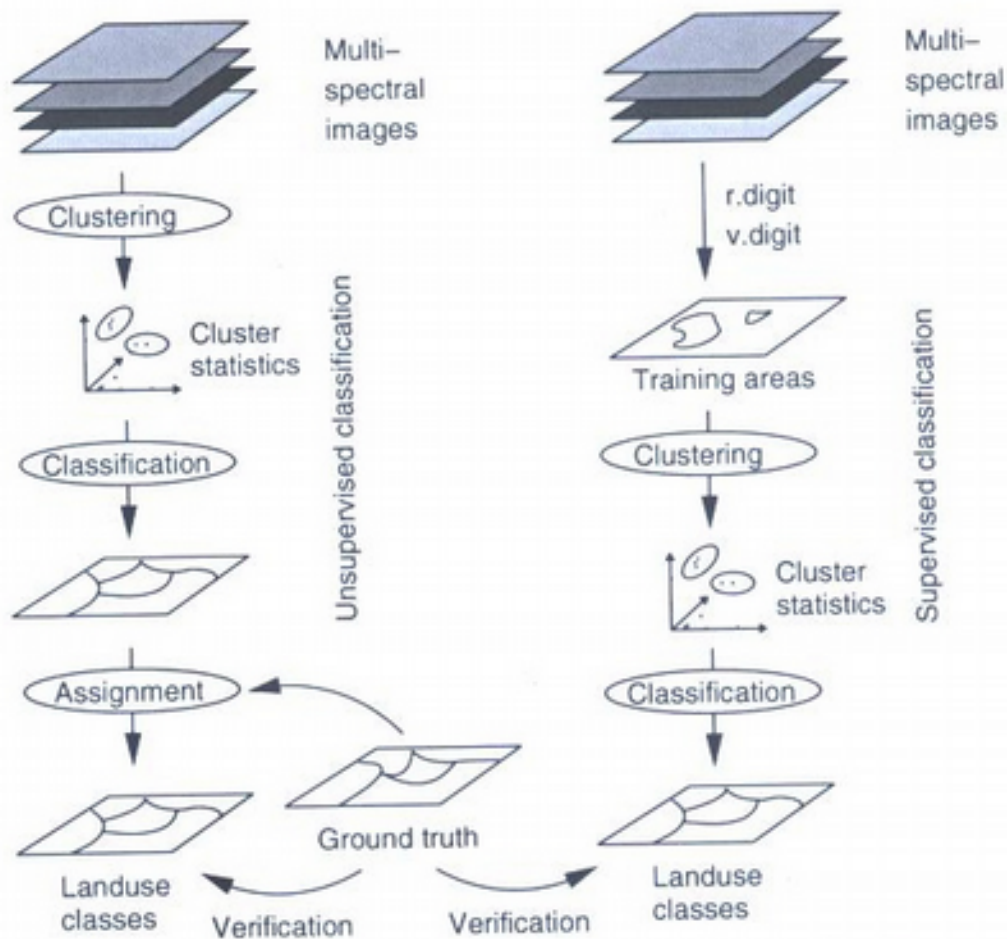 Multi–
spectral
images
Clustering
Cluster
statistics
Classification
Assignment
Landuse
classes
Unsupervised classification
Ground truth
Verification
Verification
Multi–
spectral
images
r.digit
v.digit
Training areas
Clustering
Cluster
statistics
Classification
Landuse
classes
Supervised classification